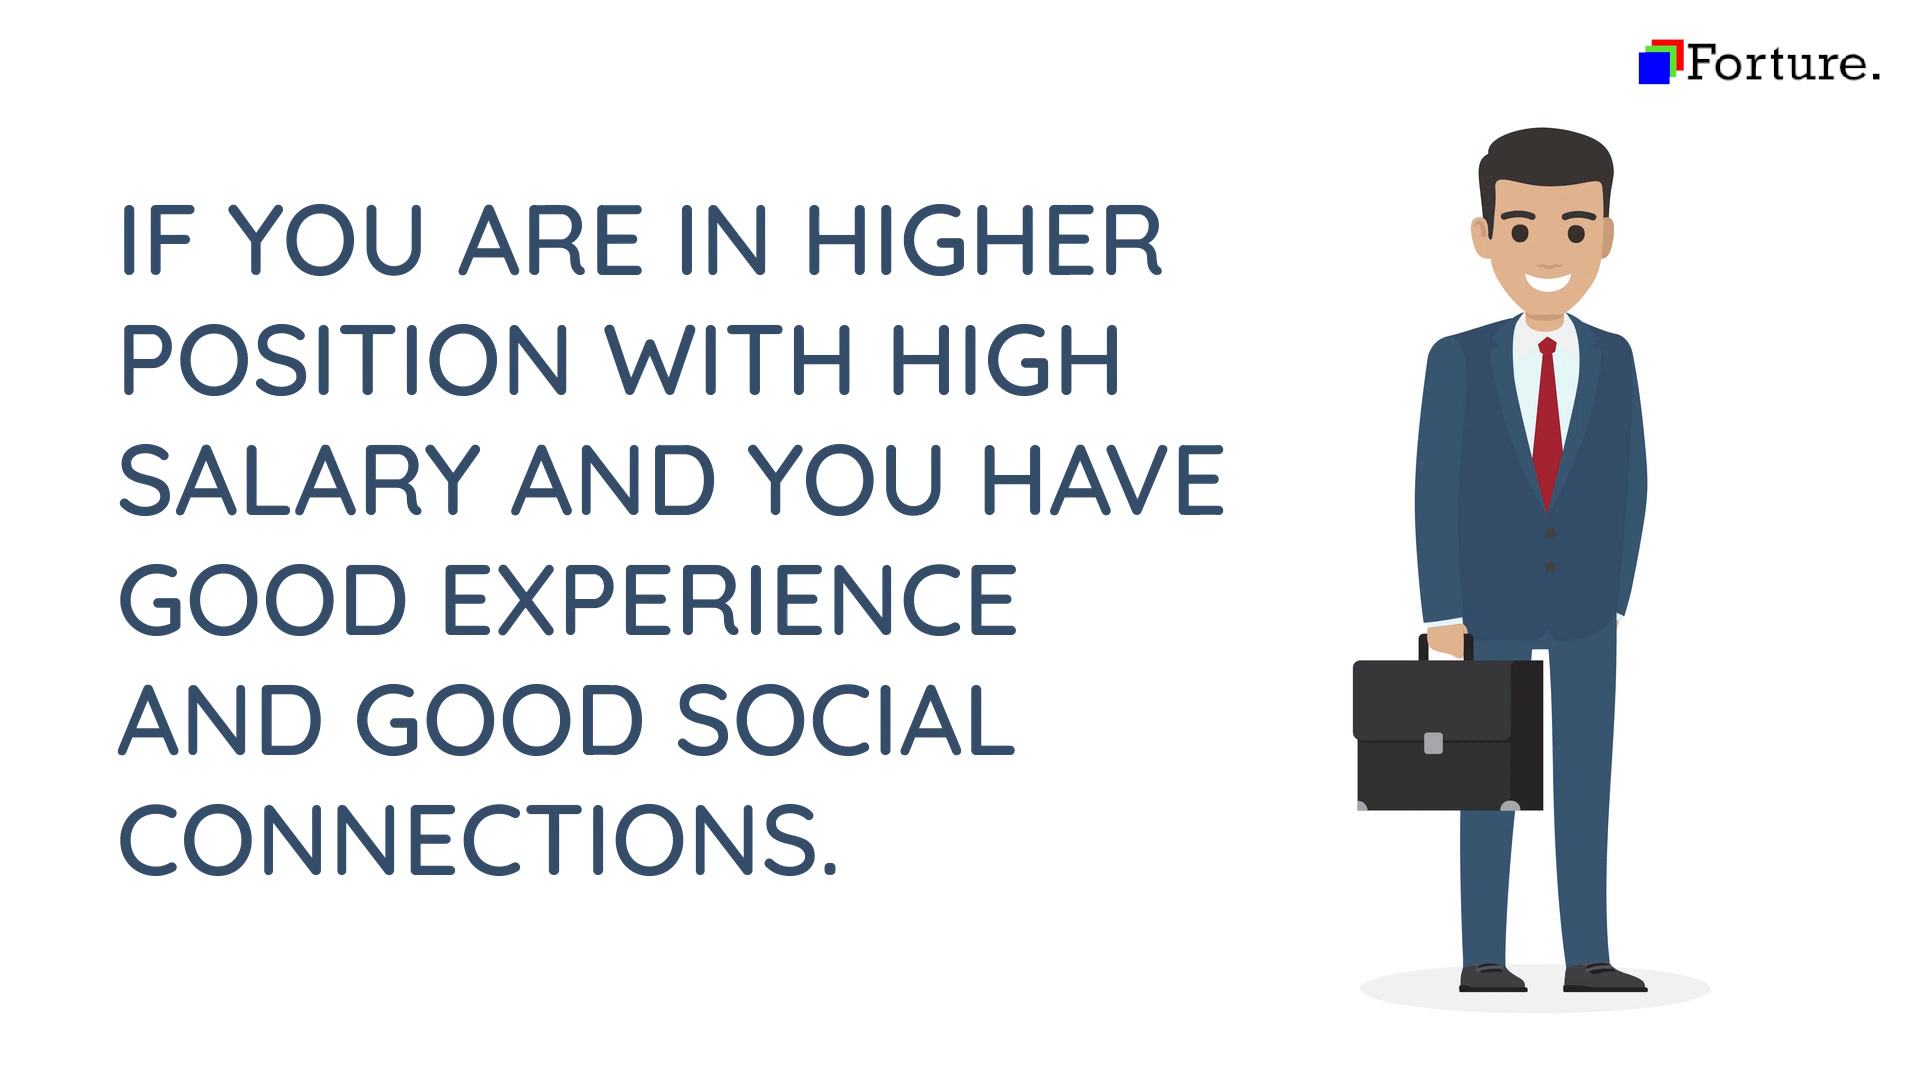 Forture.
IF YOU ARE IN HIGHER
POSITION WITH HIGH
SALARY AND YOU HAVE
GOOD EXPERIENCE
AND GOOD SOCIAL
CONNECTIONS.